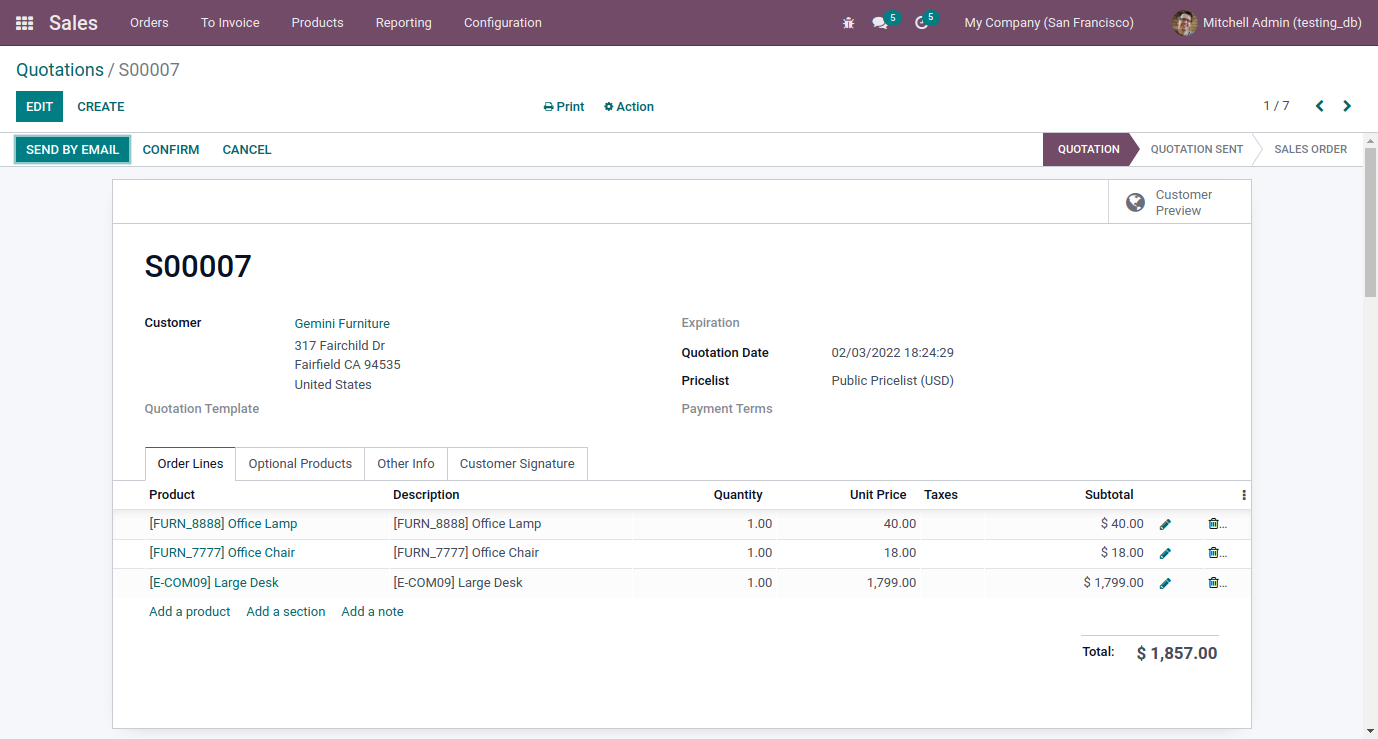 Sales Orders To Invoice Products Reporting Configuration 5 5 My Company (San Francisco) Mitchell Admin (testing_db)
Quotations / S00007
EDIT CREATE Print Action 1 / 7
SEND BY EMAIL CONFIRM CANCEL QUOTATION QUOTATION SENT SALES ORDER
Customer
Preview
S00007
Customer Gemini Furniture Expiration
317 Fairchild Dr
Quotation Date 02/03/2022 18:24:29
Fairfield CA 94535
Pricelist Public Pricelist (USD)
United States
Quotation Template Payment Terms
Order Lines Optional Products Other Info Customer Signature
Product Description Quantity Unit Price Taxes Subtotal
[FURN_8888] Office Lamp [FURN_8888] Office Lamp 1.00 40.00 $ 40.00 ...
[FURN_7777] Office Chair [FURN_7777] Office Chair 1.00 18.00 $ 18.00 ...
[E-COM09] Large Desk [E-COM09] Large Desk 1.00 1,799.00 $ 1,799.00 ...
Add a product Add a section Add a note
Total: $ 1,857.00